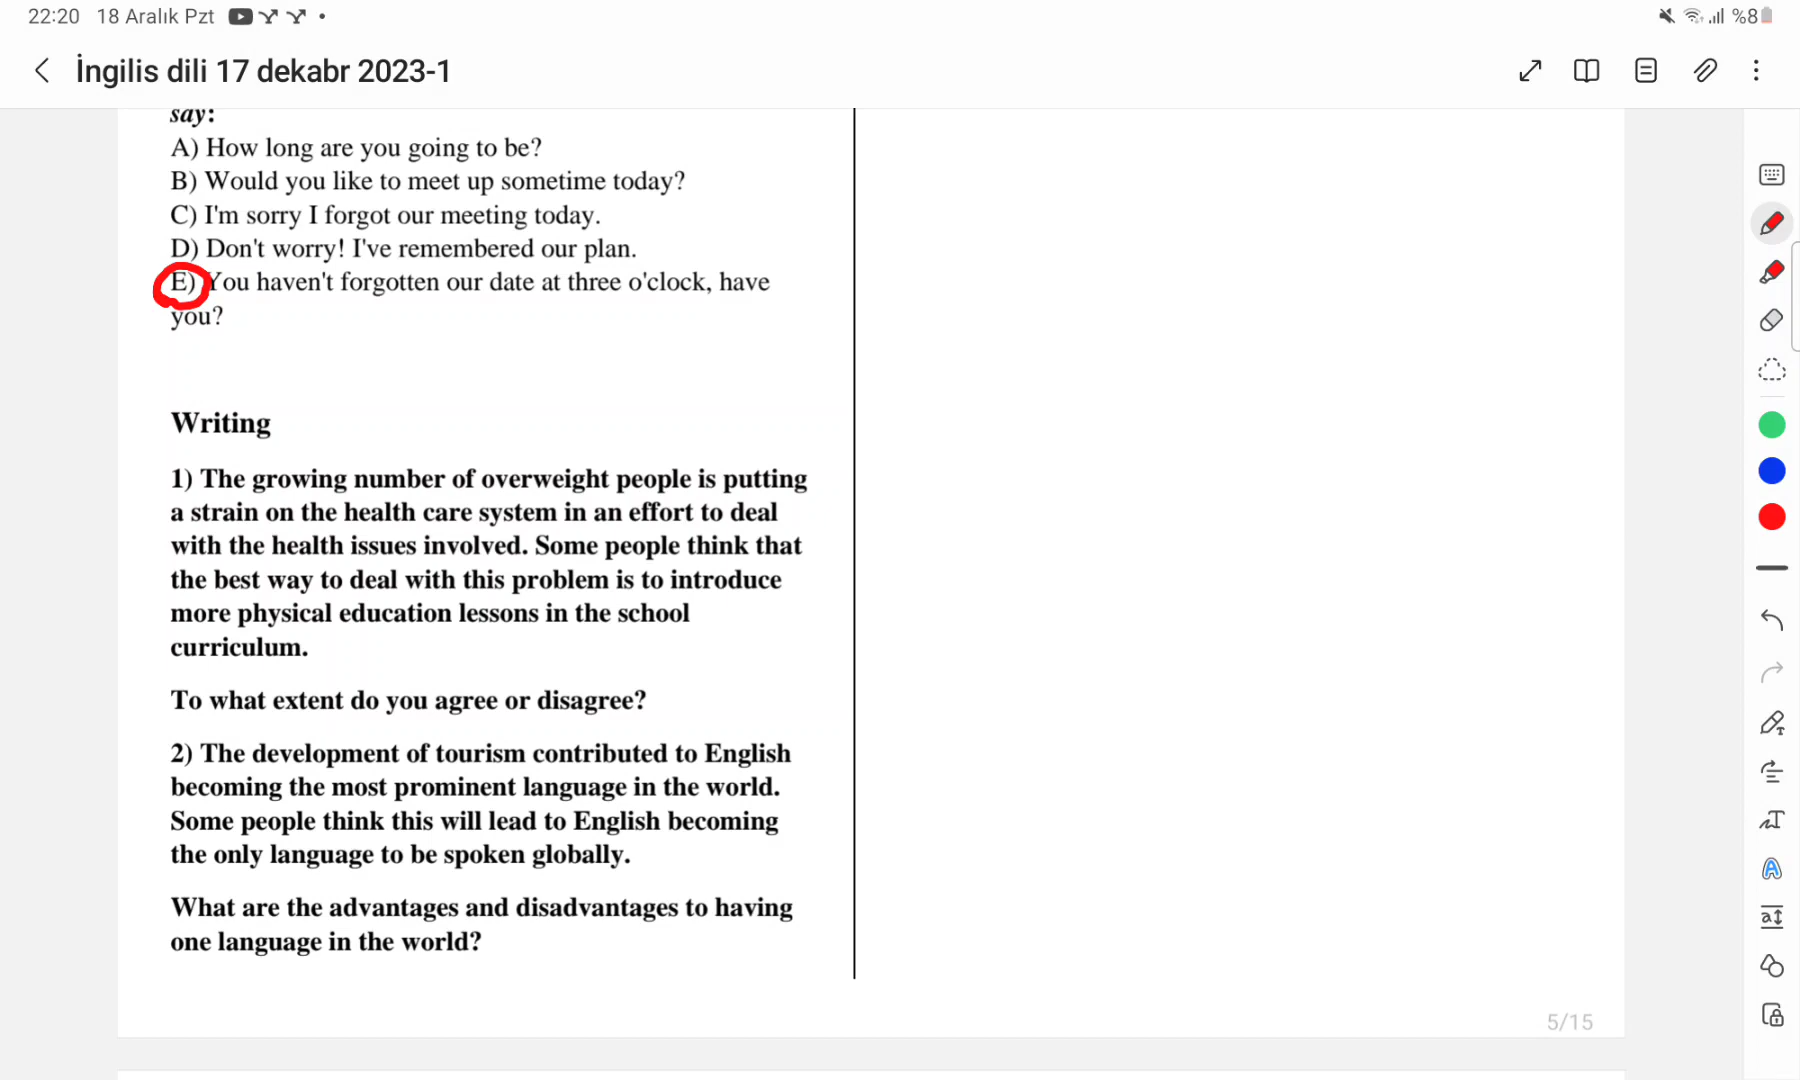 22:20 18 Aralık Pzt
%8
İngilis dili 17 dekabr 2023-1
say:
A) How long are you going to be?
B) Would you like to meet up sometime today?
C) I'm sorry I forgot our meeting today.
D) Don't worry! I've remembered our plan.
E) You haven't forgotten our date at three o'clock, have
you?
Writing
1) The growing number of overweight people is putting
a strain on the health care system in an effort to deal
with the health issues involved. Some people think that
the best way to deal with this problem is to introduce
more physical education lessons in the school
curriculum.
To what extent do you agree or disagree?
2) The development of tourism contributed to English
becoming the most prominent language in the world.
Some people think this will lead to English becoming
the only language to be spoken globally.
What are the advantages and disadvantages to having
one language in the world?
5/15